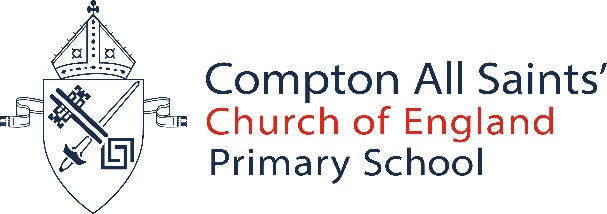 Compton All Saints’
Church of England
Primary School